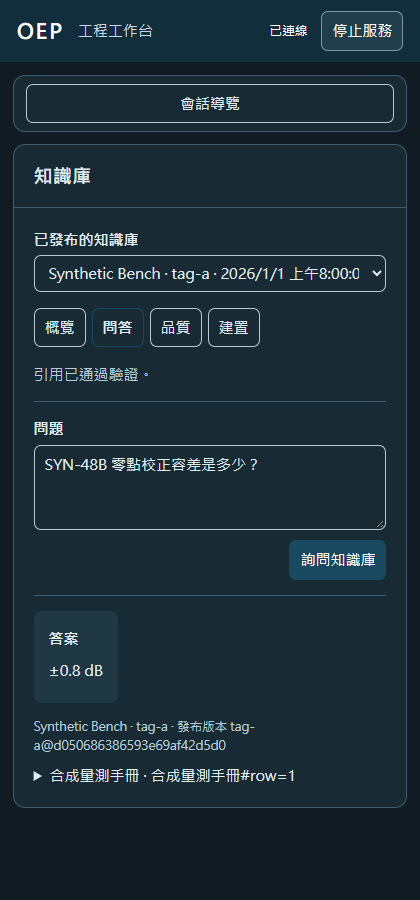 OEP 工程工作台 已連線 停止服務
會話導覽
知識庫
已發布的知識庫
Synthetic Bench · tag-a · 2026/1/1 上午8:00:0
概覽 問答 品質 建置
引用已通過驗證。
問題
SYN-48B 零點校正容差是多少？
詢問知識庫
答案
±0.8 dB
Synthetic Bench · tag-a · 發布版本 tag-
a@d050686386593e69af42d5d0
▶ 合成量測手冊 · 合成量測手冊#row=1